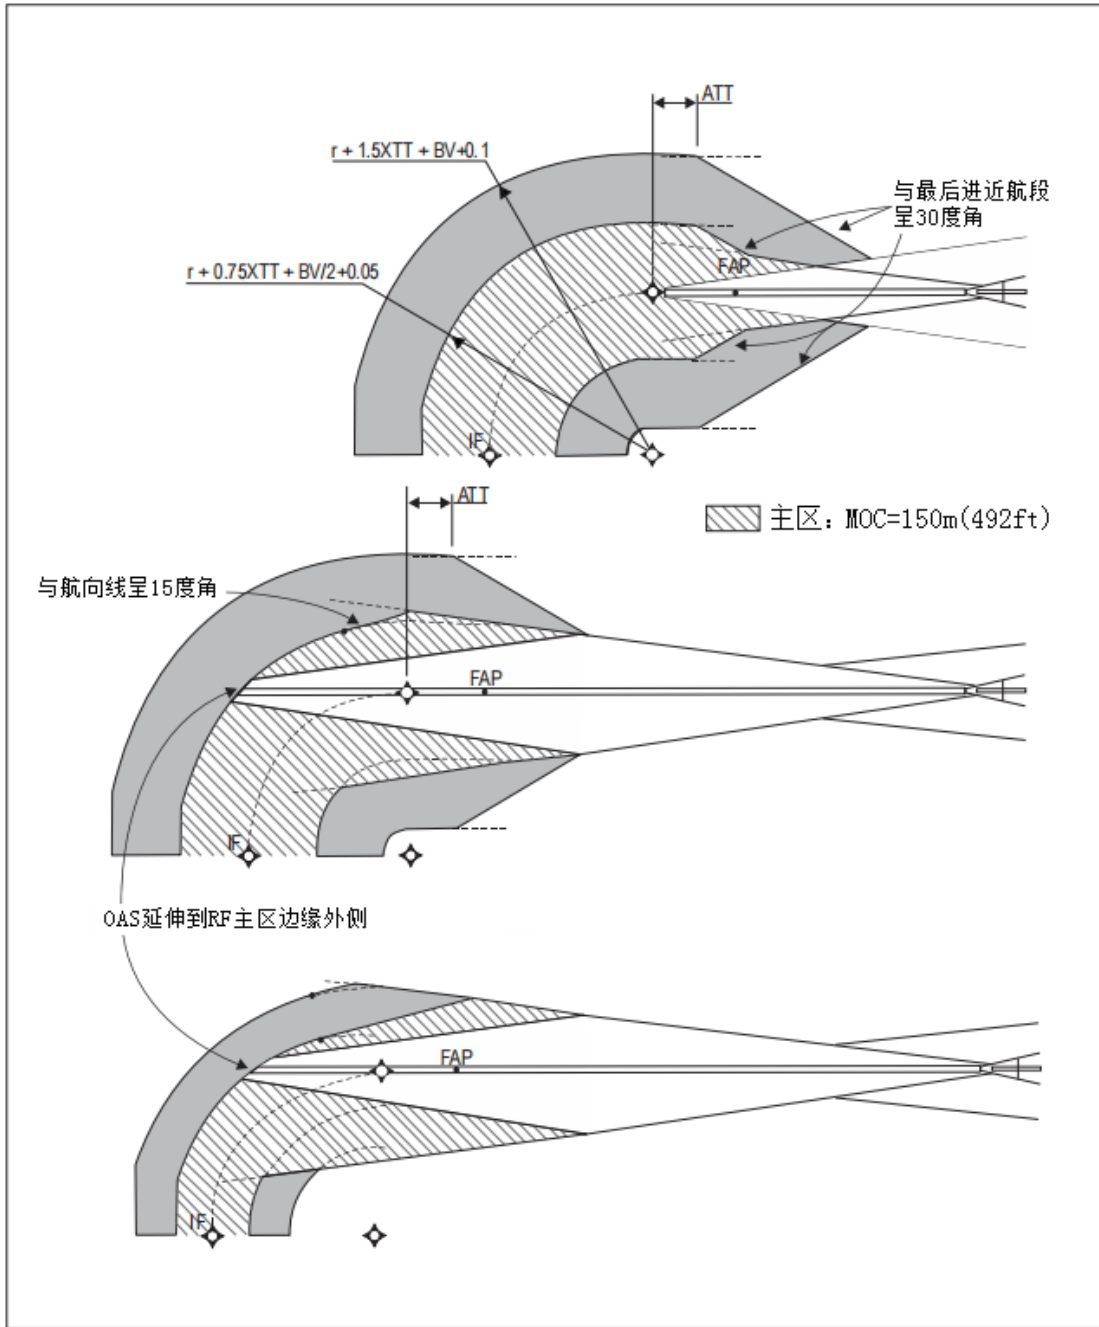 ATT
r + 1.5XTT + BV+0.1
与最后进近航段
呈30度角
r + 0.75XTT + BV/2+0.05
FAP
IF
ATT
主区：MOC=150m(492ft)
与航向线呈15度角
FAP
IF
OAS延伸到RF主区边缘外侧
FAP
IF